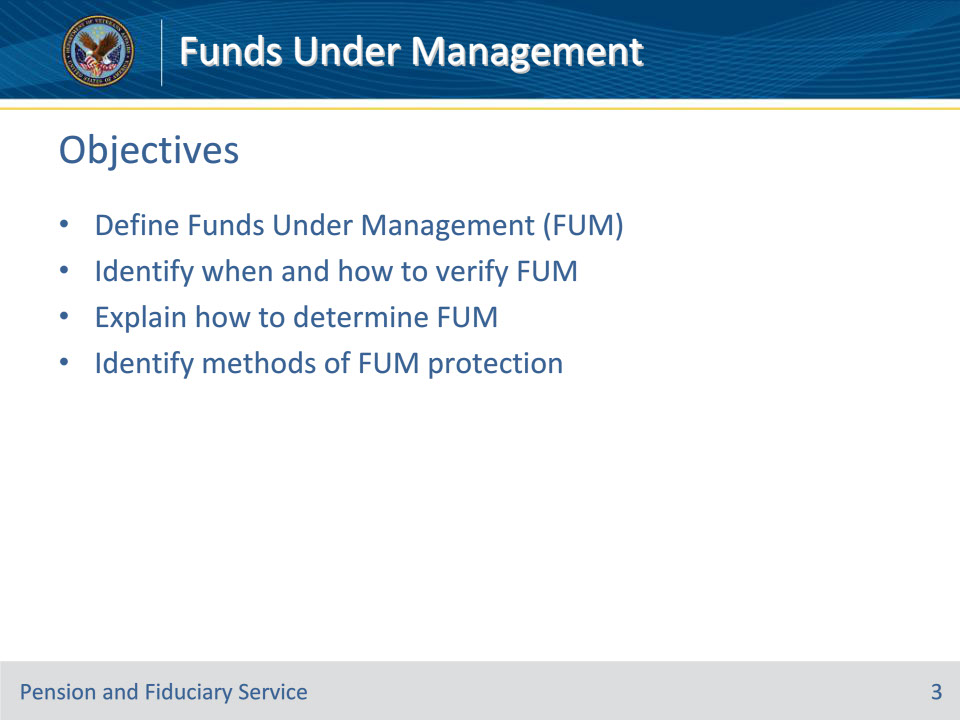 Funds Under Management
Objectives
• Define Funds Under Management (FUM)
• Identify when and how to verify FUM
• Explain how to determine FUM
• Identify methods of FUM protection
Pension and Fiduciary Service
3